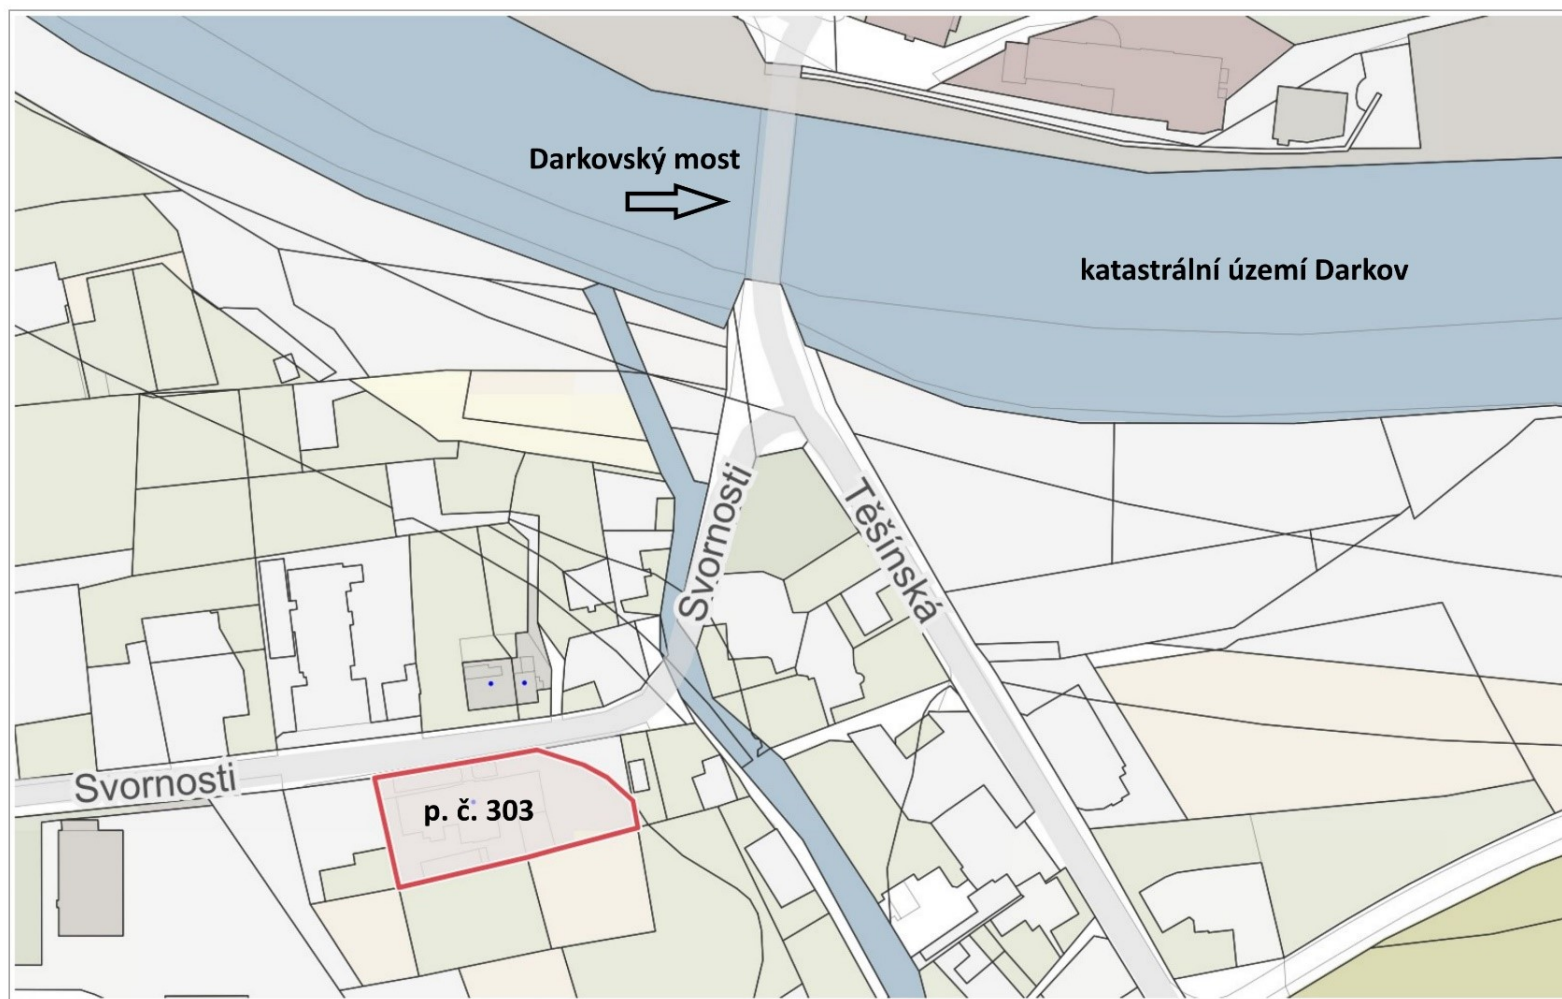 Darkovský most
katastrální území Darkov
Svornosti
Těšínská
Svornosti
p. č. 303